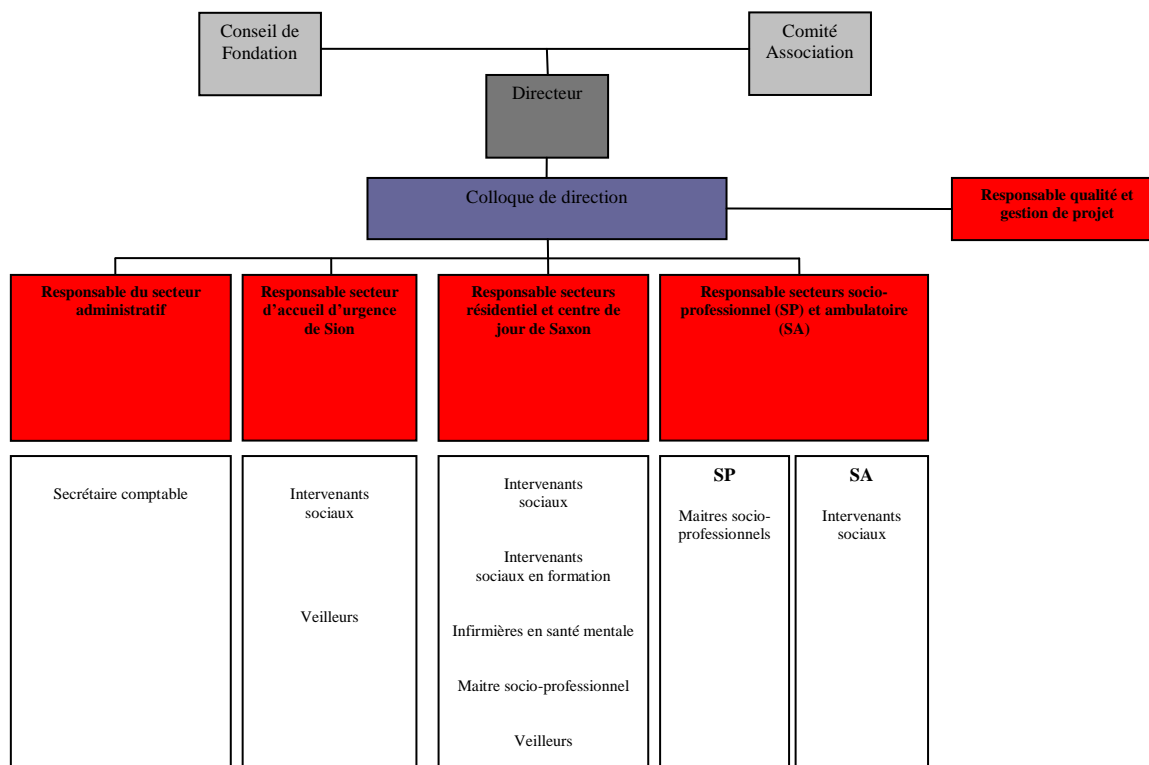 Conseil de
Fondation
Comité
Association
Directeur
Colloque de direction
Responsable qualité et
gestion de projet
Responsable du secteur
administratif
Responsable secteur
d'accueil d'urgence
de Sion
Responsable secteurs
résidentiel et centre de
jour de Saxon
Responsable secteurs socio-
professionnel (SP) et ambulatoire
(SA)
Secrétaire comptable
Intervenants
sociaux
Veilleurs
Intervenants
sociaux
Intervenants
sociaux en formation
Infirmières en santé mentale
Maitre socio-professionnel
Veilleurs
SP
Maitres socio-
professionnels
SA
Intervenants
sociaux